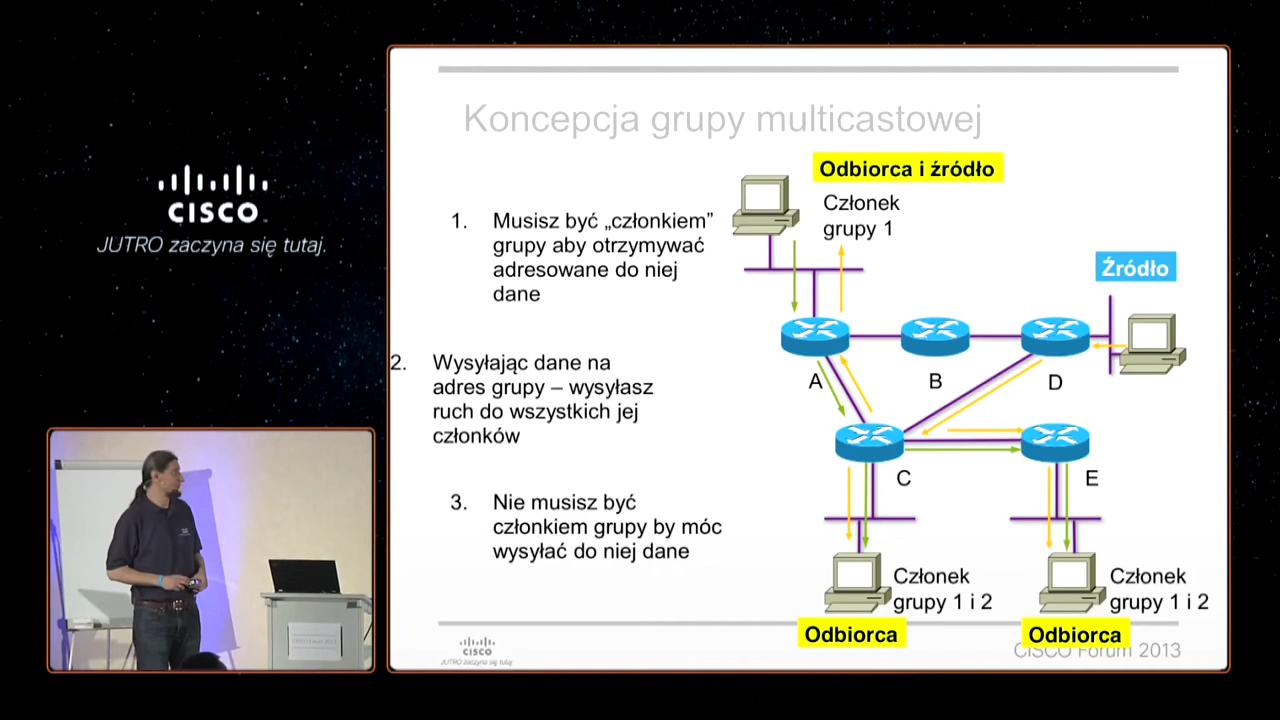 CISCO
JUTRO zaczyna się tutaj.
Koncepcja grupy multicastowej
1. Musisz być „członkiem”
grupy aby otrzymywać
adresowane do niej
dane
2. Wysyłając dane na
adres grupy – wysyłasz
ruch do wszystkich jej
członków
3. Nie musisz być
członkiem grupy by móc
wysyłać do niej dane
Odbiorca i źródło
Członek
grupy 1
Źródło
A
B
D
C
E
Członek
grupy 1 i 2
Odbiorca
Członek
grupy 1 i 2
Odbiorca
CISCO
JUTRO zaczyna się tutaj.
CISCO Forum 2013